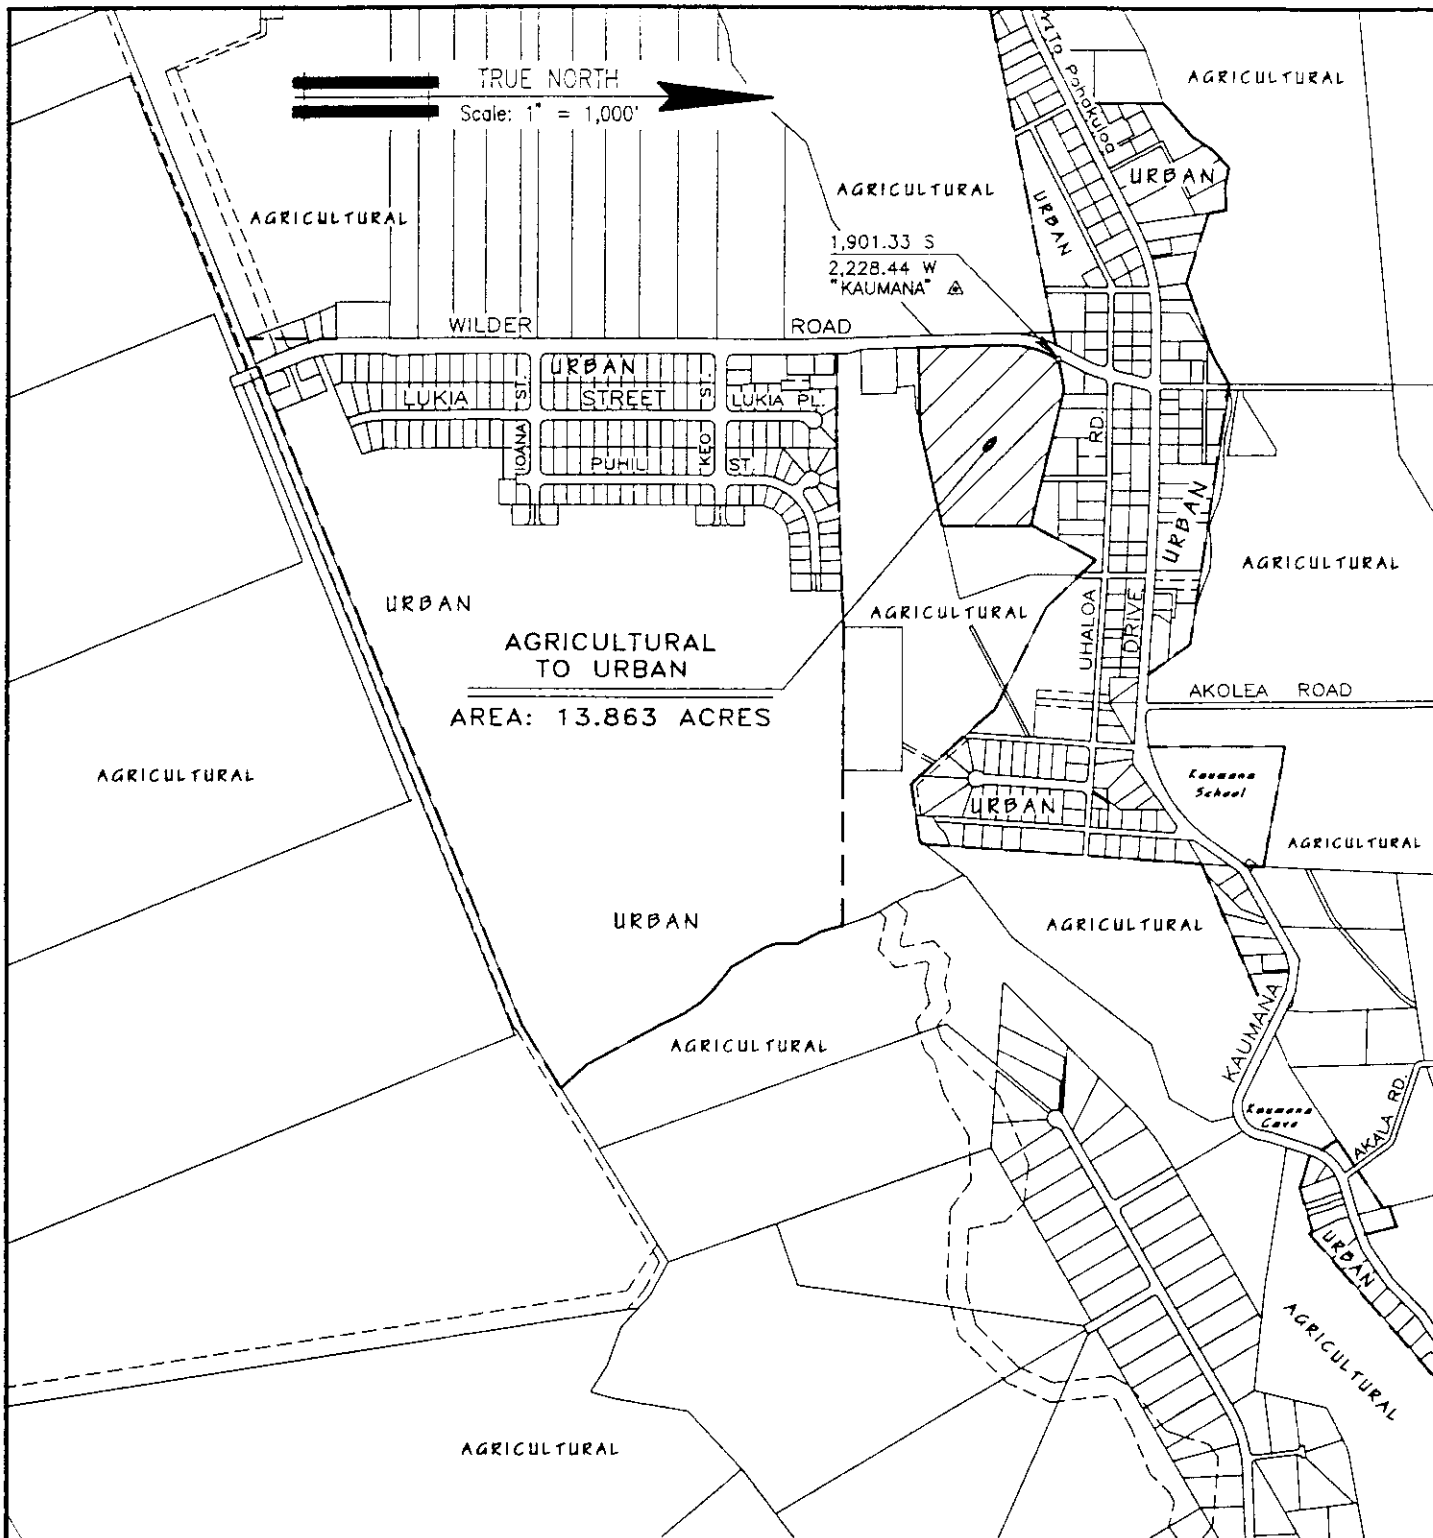 TRUE NORTH
Scale: 1" = 1,000'
To Pohakuloa
AGRICULTURAL
URBAN
AGRICULTURAL
URBAN
AGRICULTURAL
1,901.33 S
2,228.44 W
"KAUMANA"
WILDER ROAD
URBAN
LUKIA STREET
LUKIA PL.
IOANA ST.
KEO ST.
PUHILI ST.
RD.
URBAN
AGRICULTURAL
URBAN
AGRICULTURAL
UHALOA
DRIVE
AGRICULTURAL
TO URBAN
AREA: 13.863 ACRES
AKOLEA ROAD
AGRICULTURAL
Kaumana
School
URBAN
AGRICULTURAL
URBAN
AGRICULTURAL
KAUMANA
AGRICULTURAL
Kaumana
Cave
AKALA RD.
URBAN
AGRICULTURAL
AGRICULTURAL